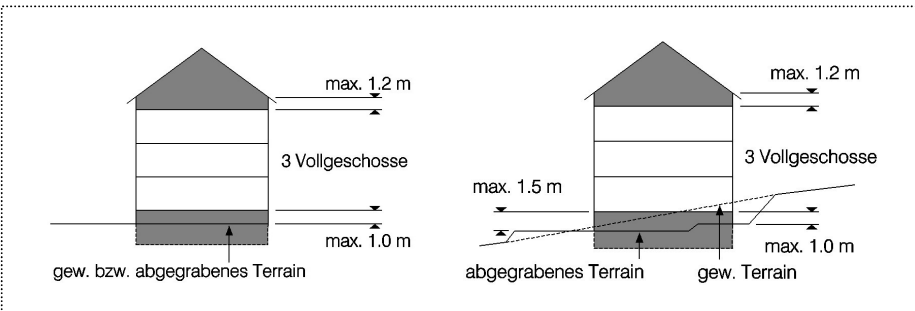 max. 1.2 m
3 Vollgeschosse
max. 1.0 m
gew. bzw. abgegrabenes Terrain
max. 1.2 m
3 Vollgeschosse
max. 1.5 m
max. 1.0 m
abgegrabenes Terrain
gew. Terrain